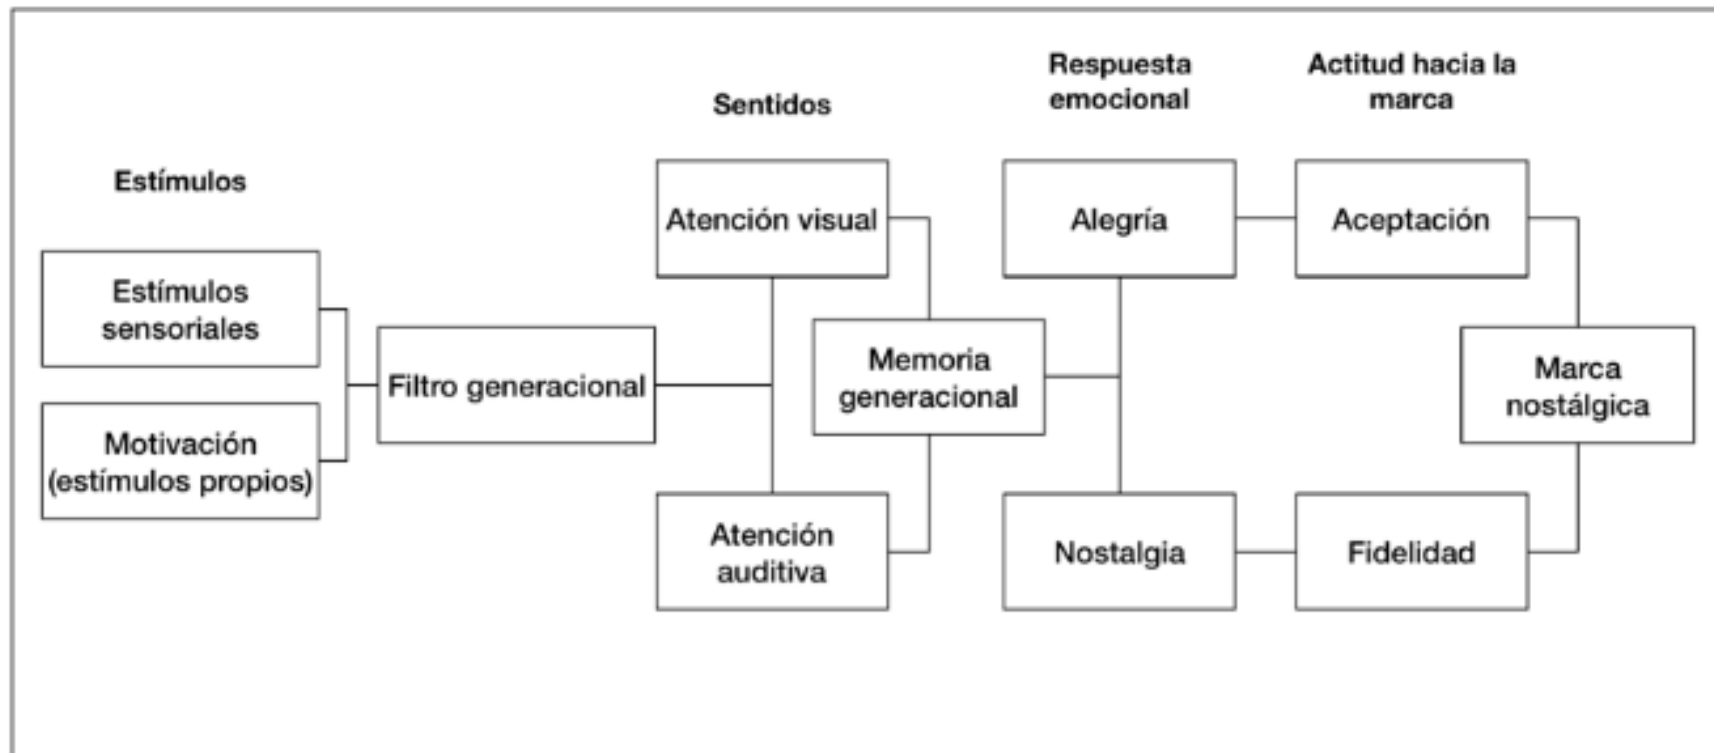 Estímulos
Estímulos
sensoriales
Motivación
(estímulos propios)
Filtro generacional
Sentidos
Atención visual
Atención
auditiva
Memoria
generacional
Respuesta
emocional
Alegría
Nostalgia
Actitud hacia la
marca
Aceptación
Fidelidad
Marca
nostálgica